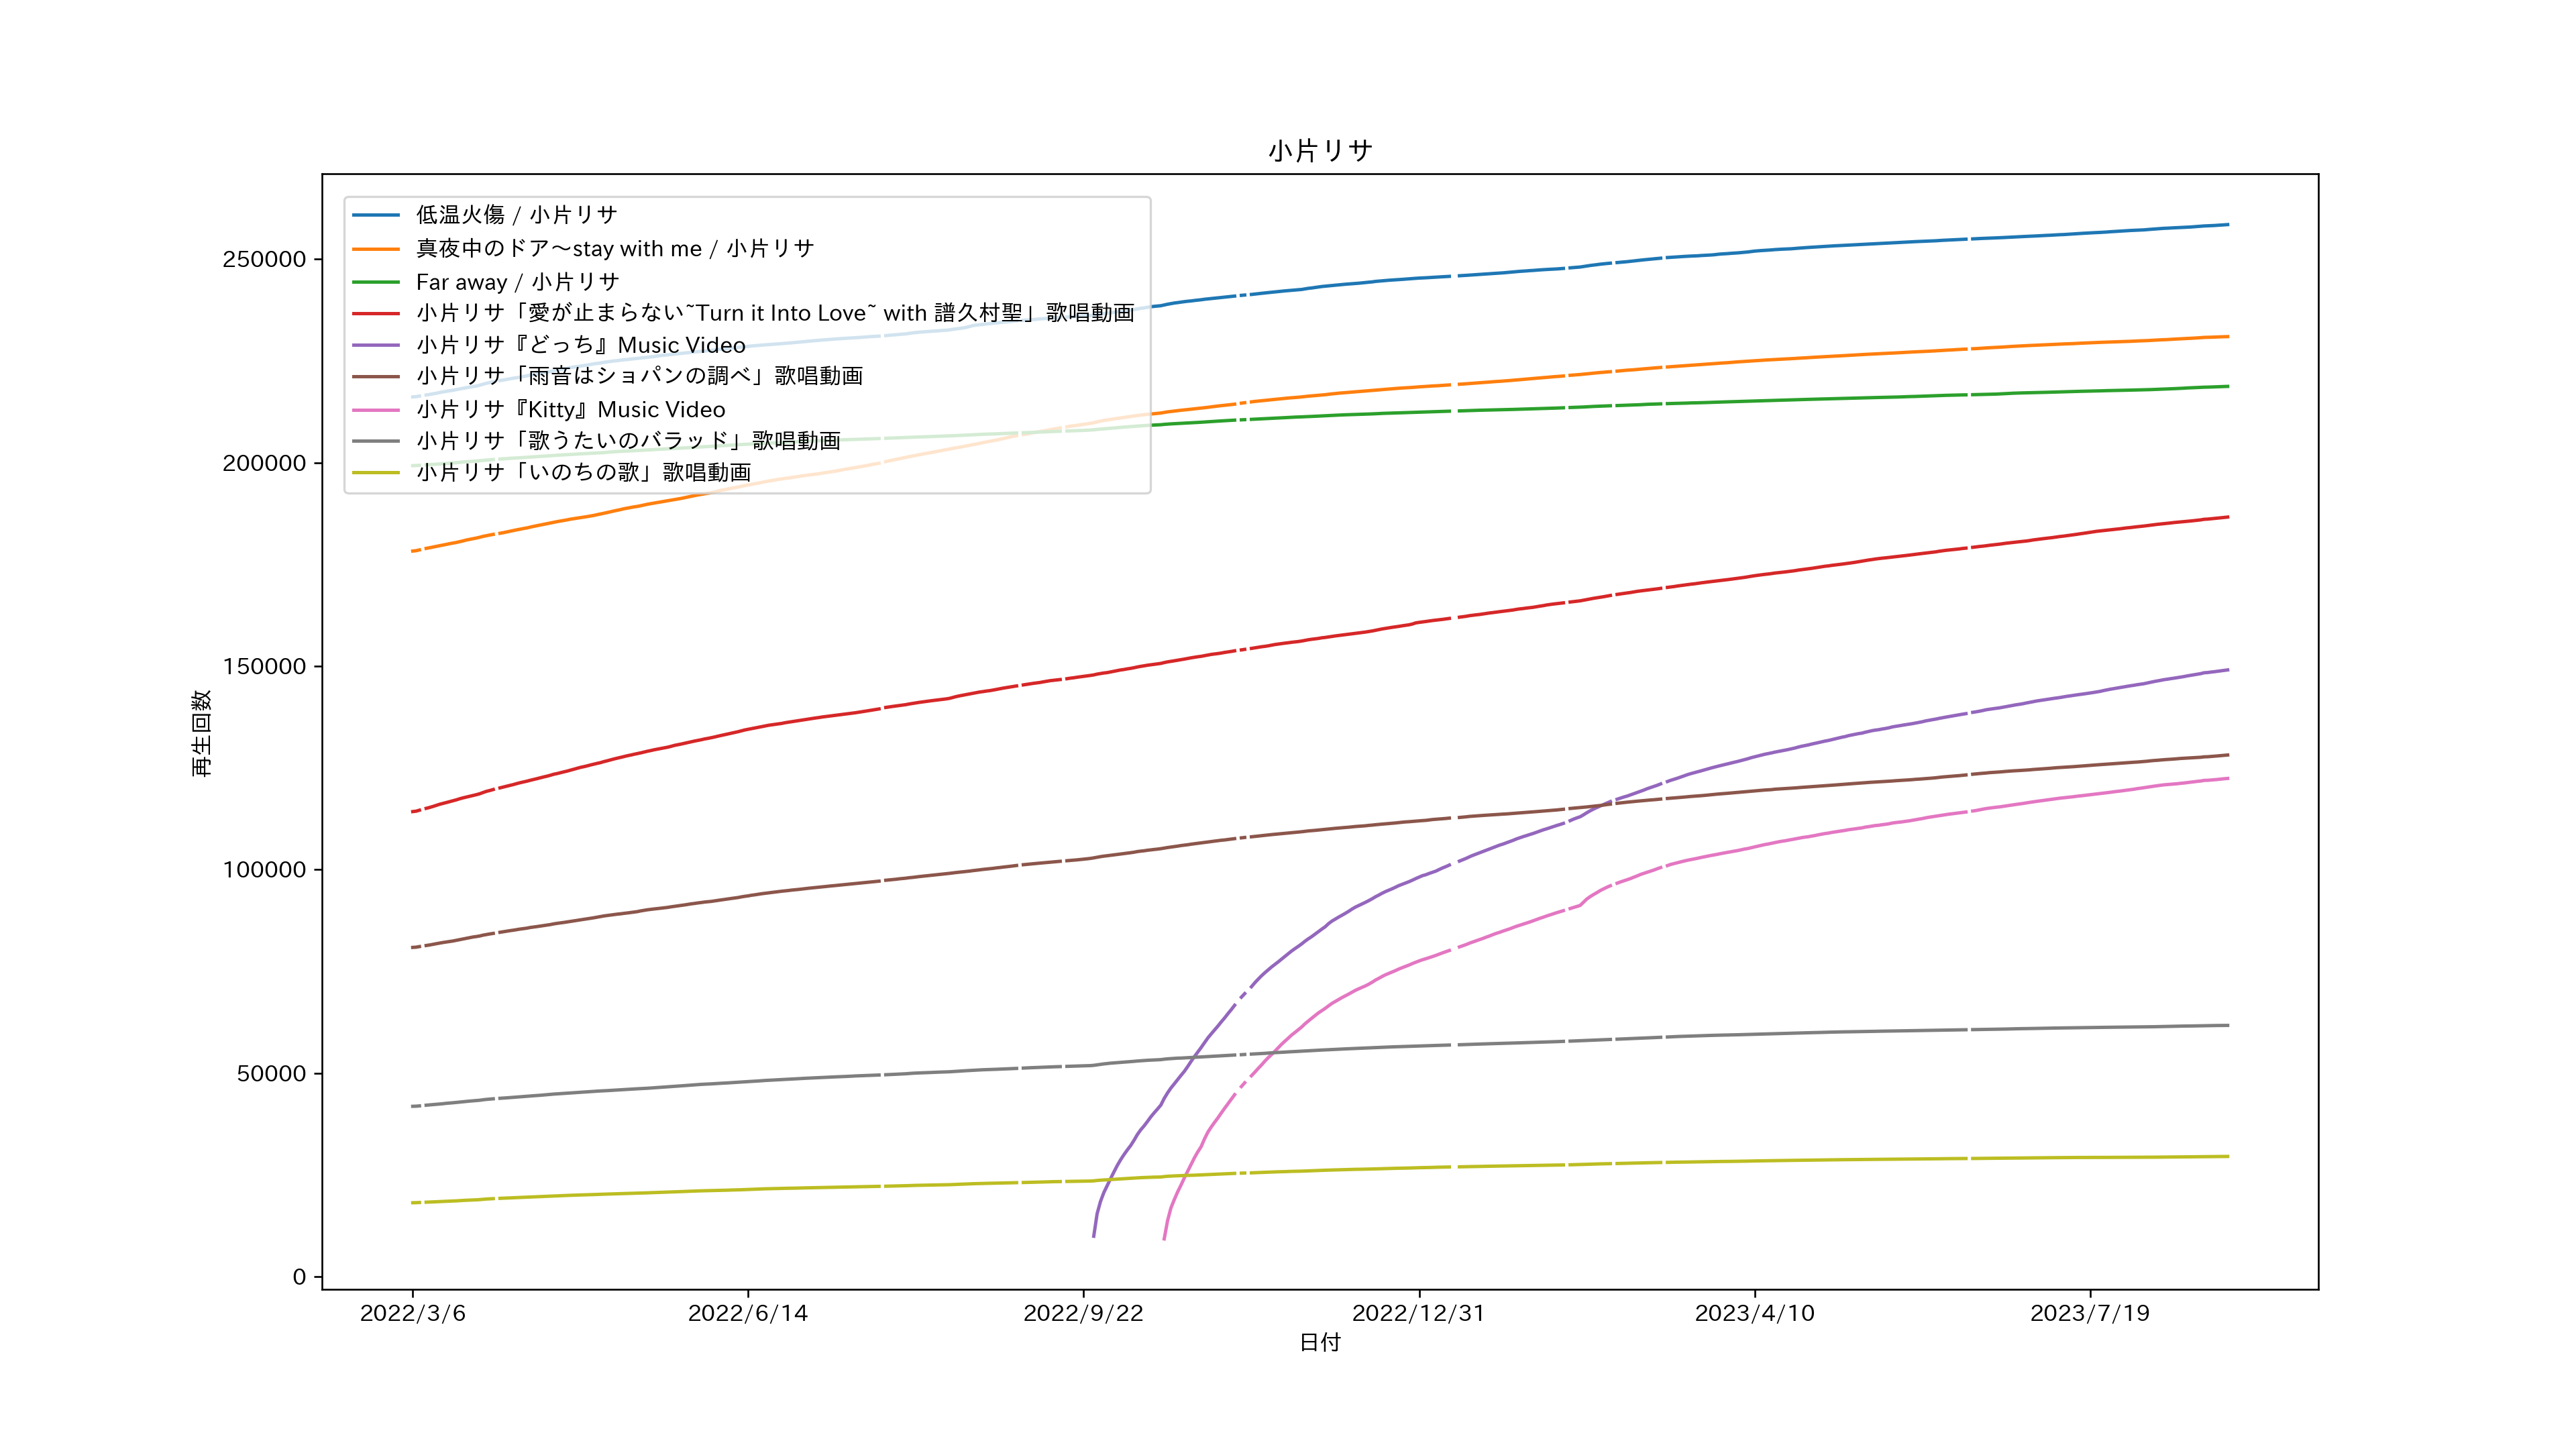 小片リサ
低温火傷 / 小片リサ
真夜中のドア〜stay with me / 小片リサ
Far away / 小片リサ
小片リサ「愛が止まらない~Turn it Into Love~ with 譜久村聖」歌唱動画
小片リサ『どっち』Music Video
小片リサ「雨音はショパンの調べ」歌唱動画
小片リサ『Kitty』Music Video
小片リサ「歌うたいのバラッド」歌唱動画
小片リサ「いのちの歌」歌唱動画
250000
200000
150000
100000
50000
0
再生回数
2022/3/6 2022/6/14 2022/9/22 2022/12/31 2023/4/10 2023/7/19
日付